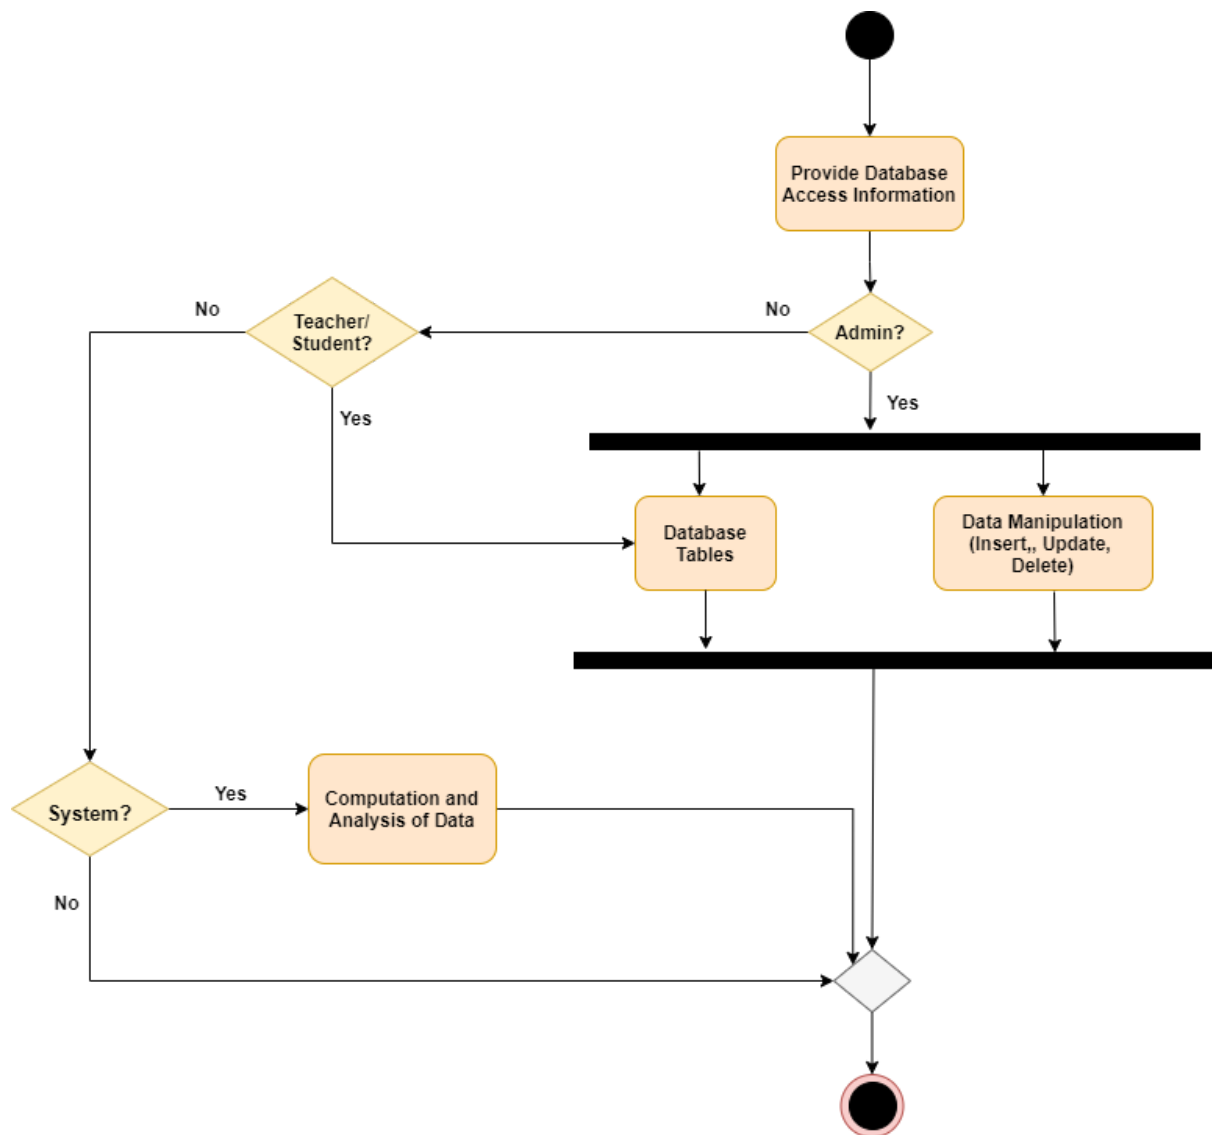 Provide Database
Access Information
No
Teacher/
Student?
No
Admin?
Yes
Yes
Database
Tables
Data Manipulation
(Insert,, Update,
Delete)
System?
Yes
Computation and
Analysis of Data
No